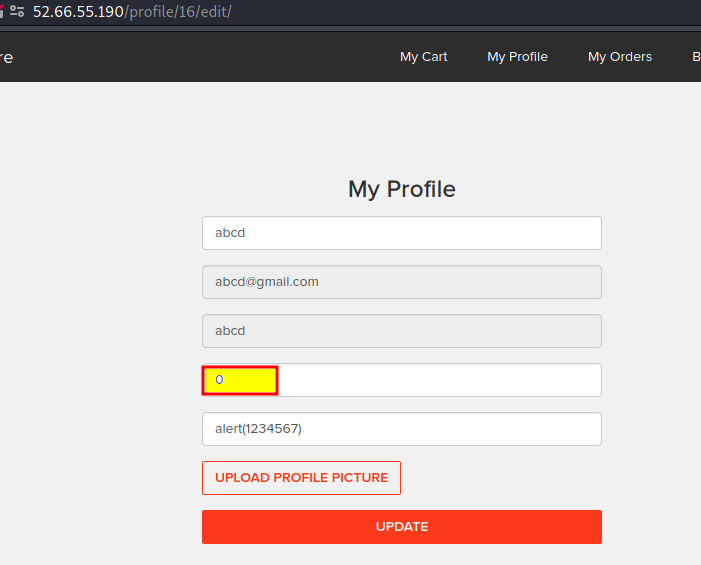 52.66.55.190/profile/16/edit/
re My Cart My Profile My Orders B
My Profile
abcd
abcd@gmail.com
abcd
0
alert(1234567)
UPLOAD PROFILE PICTURE
UPDATE